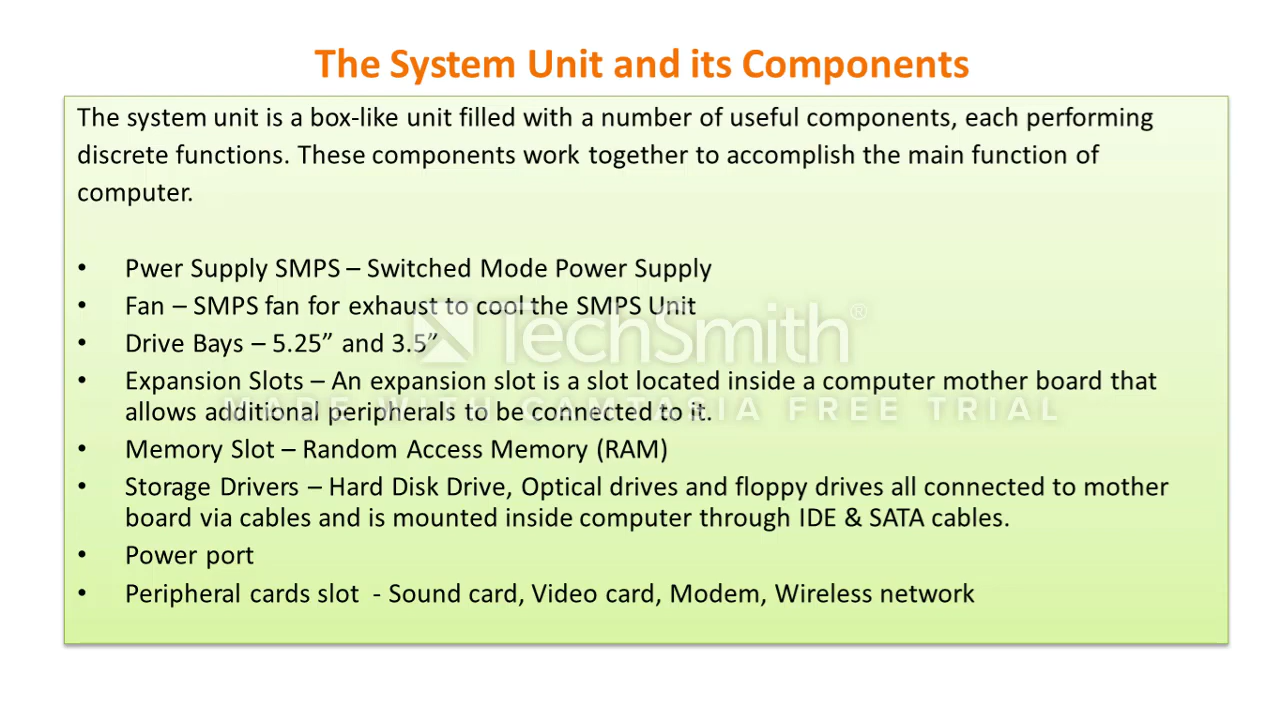 The System Unit and its Components
The system unit is a box-like unit filled with a number of useful components, each performing
discrete functions. These components work together to accomplish the main function of
computer.
• Pwer Supply SMPS – Switched Mode Power Supply
• Fan – SMPS fan for exhaust to cool the SMPS Unit
• Drive Bays – 5.25” and 3.5”
• Expansion Slots – An expansion slot is a slot located inside a computer mother board that
allows additional peripherals to be connected to it.
• Memory Slot – Random Access Memory (RAM)
• Storage Drivers – Hard Disk Drive, Optical drives and floppy drives all connected to mother
board via cables and is mounted inside computer through IDE & SATA cables.
• Power port
• Peripheral cards slot - Sound card, Video card, Modem, Wireless network
TechSmith®
MADE WITH CAMTASIA FREE TRIAL